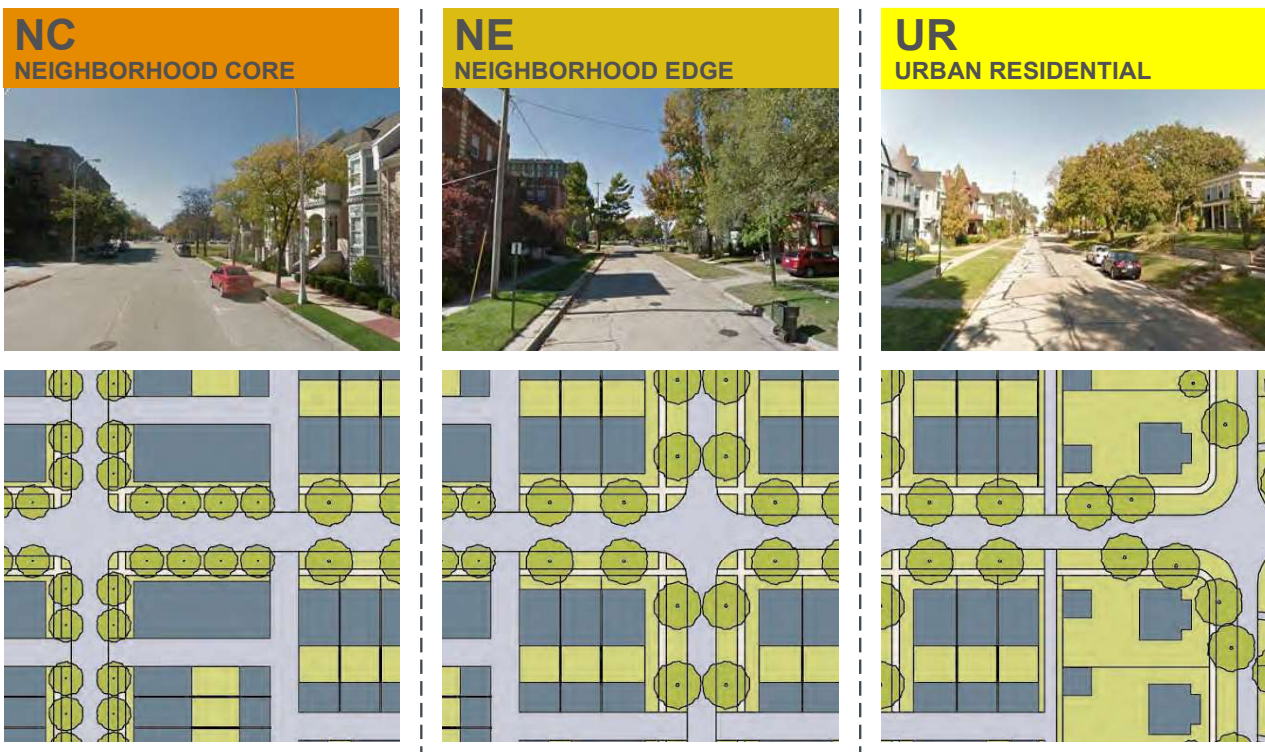 NC
NEIGHBORHOOD CORE
NE
NEIGHBORHOOD EDGE
UR
URBAN RESIDENTIAL